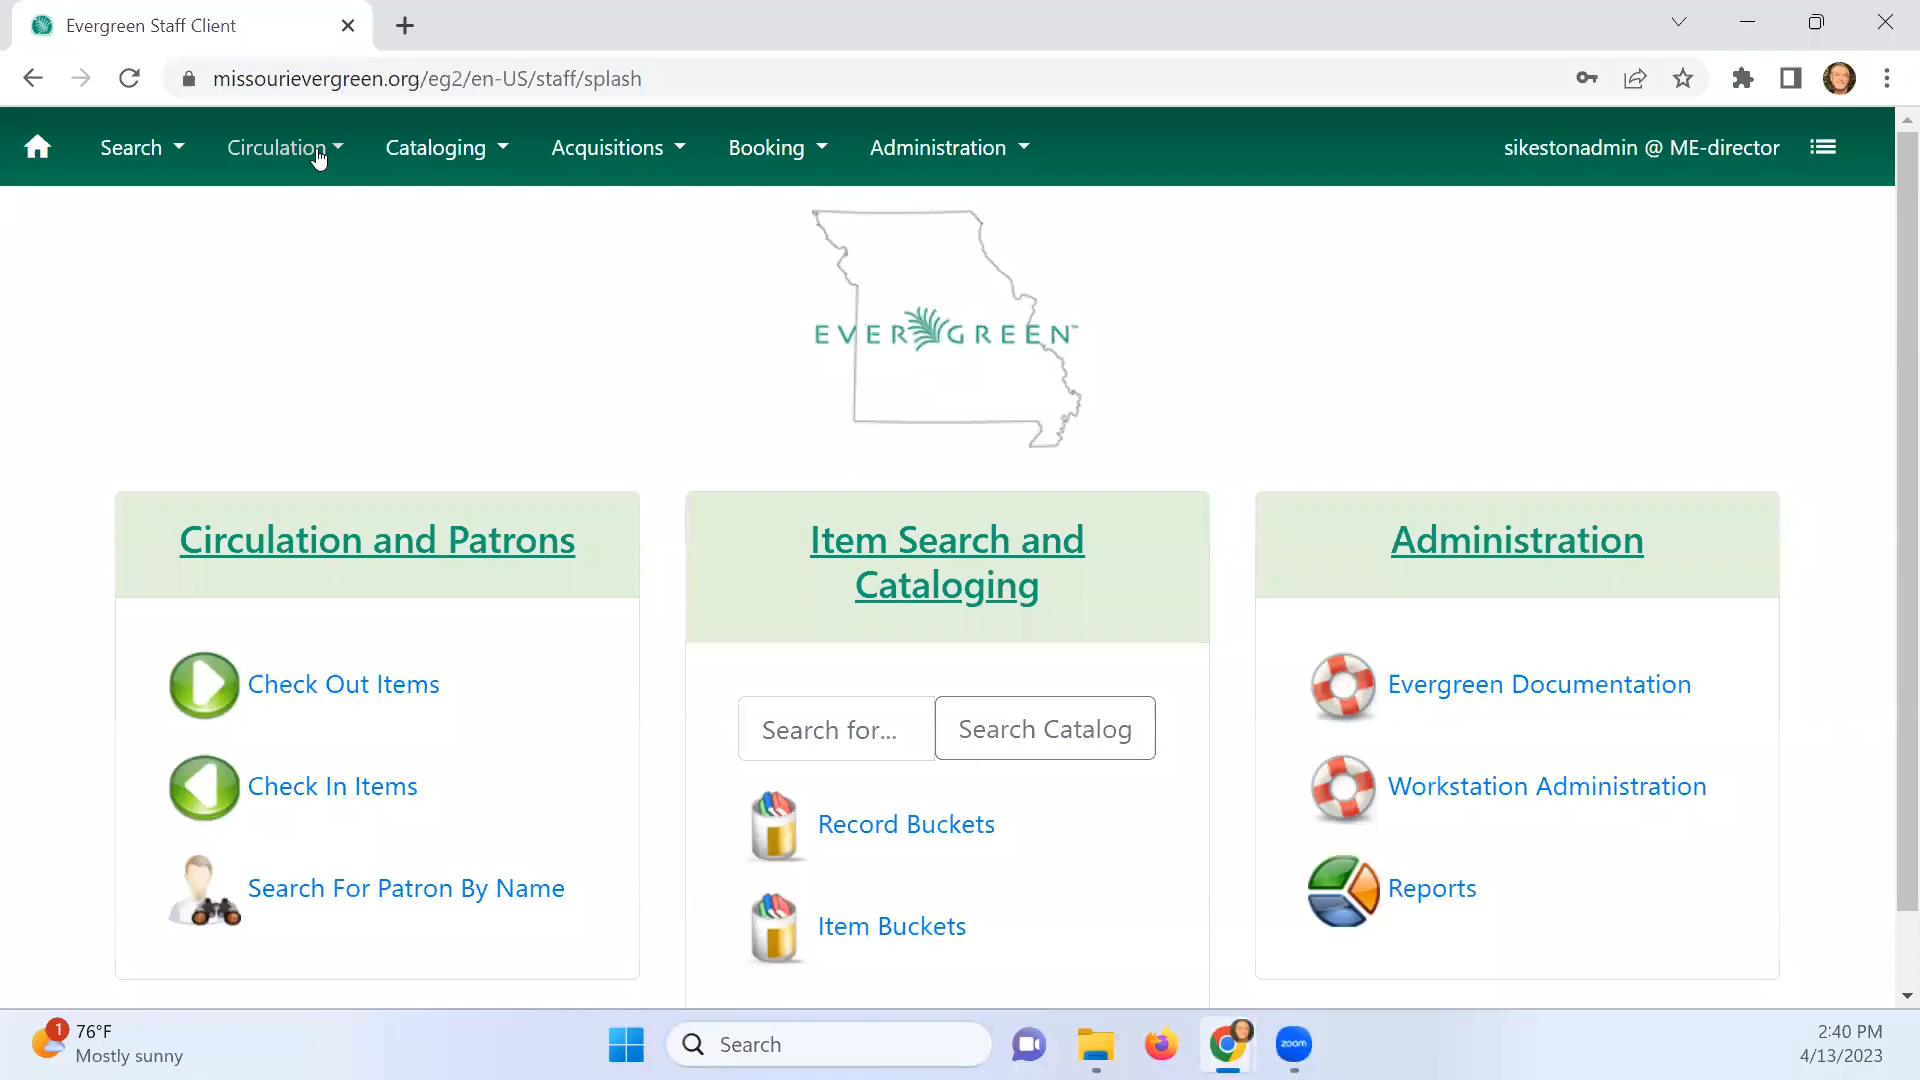 Evergreen Staff Client
missourievergreen.org/eg2/en-US/staff/splash
Search Circulation Cataloging Acquisitions Booking Administration sikestonadmin @ ME-director
EVERGREEN™
Circulation and Patrons
Check Out Items
Check In Items
Search For Patron By Name
Item Search and
Cataloging
Search for... Search Catalog
Record Buckets
Item Buckets
Administration
Evergreen Documentation
Workstation Administration
Reports
1
76°F
Mostly sunny
Search
zoom
2:40 PM
4/13/2023